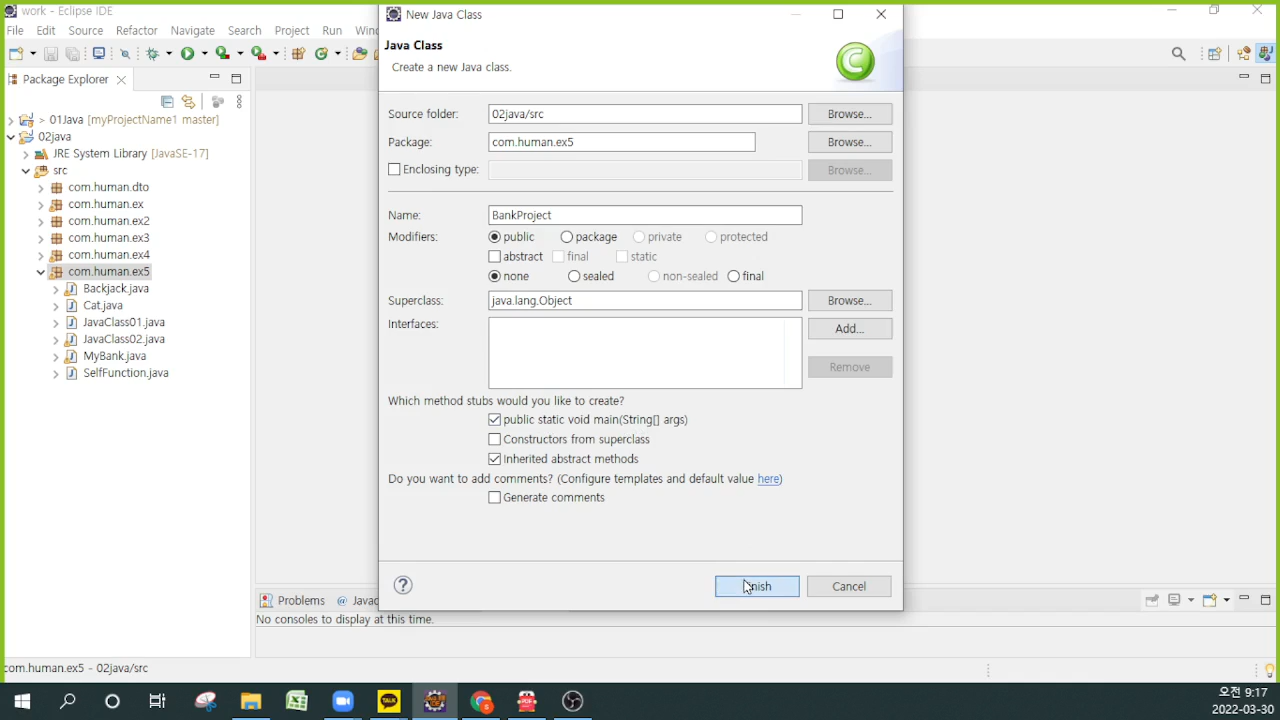 work - Eclipse IDE
File Edit Source Refactor Navigate Search Project Run
Package Explorer
> 01Java [myProjectName1 master]
02java
JRE System Library [JavaSE-17]
src
com.human.dto
com.human.ex
com.human.ex2
com.human.ex3
com.human.ex4
com.human.ex5
Backjack.java
Cat.java
JavaClass01.java
JavaClass02.java
MyBank.java
SelfFunction.java
New Java Class
Java Class
Create a new Java class.
Source folder: 02java/src Browse...
Package: com.human.ex5 Browse...
Enclosing type: Browse...
Name: BankProject
Modifiers: public package private protected
abstract final static
none sealed non-sealed final
Superclass: java.lang.Object Browse...
Interfaces: Add...
Remove
Which method stubs would you like to create?
public static void main(String[] args)
Constructors from superclass
Inherited abstract methods
Do you want to add comments? (Configure templates and default value here)
Generate comments
? Cancel
Problems @
No consoles to display at this time.
com.human.ex5 - 02java/src
TALK
PDF
오전 9:17
2022-03-30